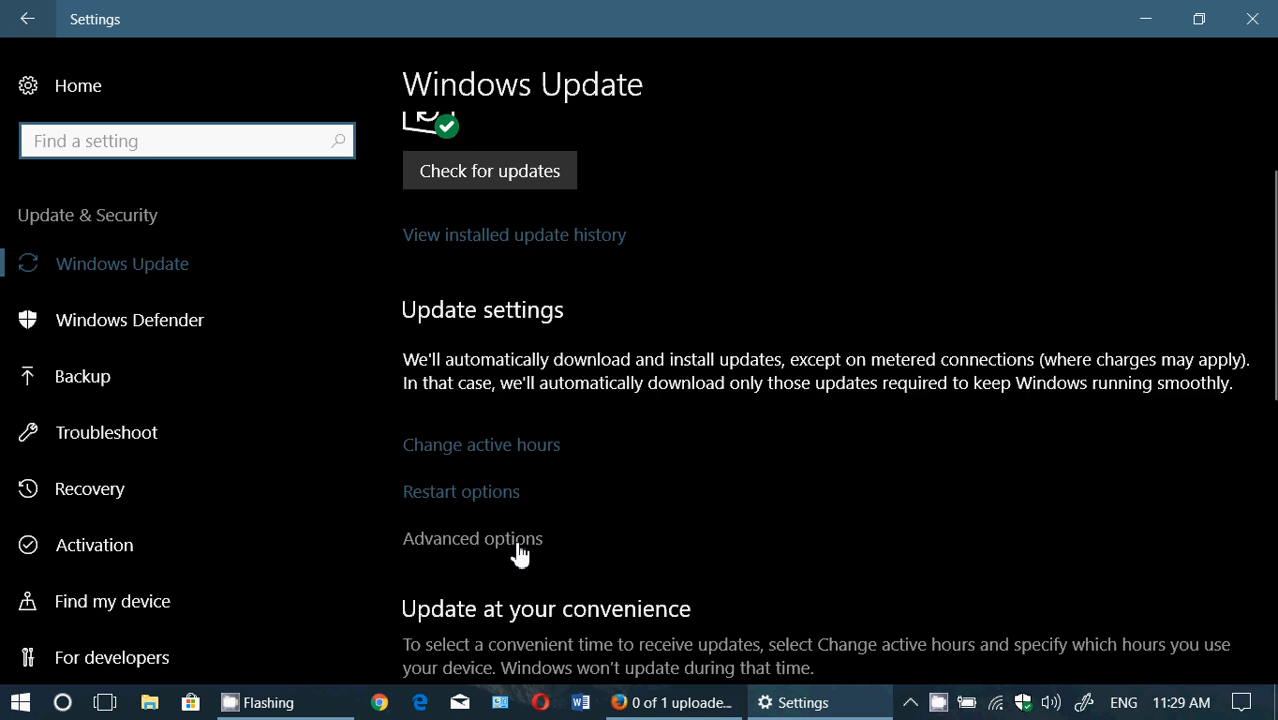 Settings
Home
Find a setting
Update & Security
Windows Update
Windows Defender
Backup
Troubleshoot
Recovery
Activation
Find my device
For developers
Windows Update
Check for updates
View installed update history
Update settings
We'll automatically download and install updates, except on metered connections (where charges may apply).
In that case, we'll automatically download only those updates required to keep Windows running smoothly.
Change active hours
Restart options
Advanced options
Update at your convenience
To select a convenient time to receive updates, select Change active hours and specify which hours you use
your device. Windows won't update during that time.
Flashing
0 of 1 uploade...
Settings
ENG
11:29 AM